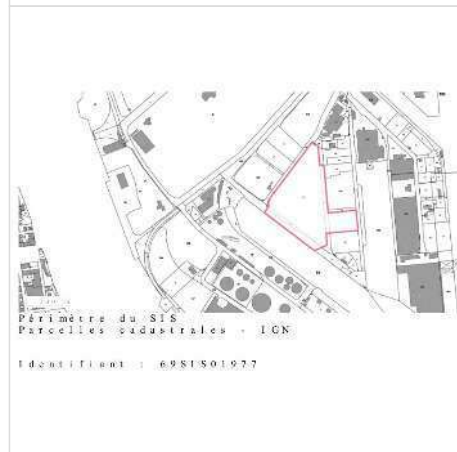 Périmètre du SIS
Parcelles cadastrales - IGN
Identifiant : 69SIS01977